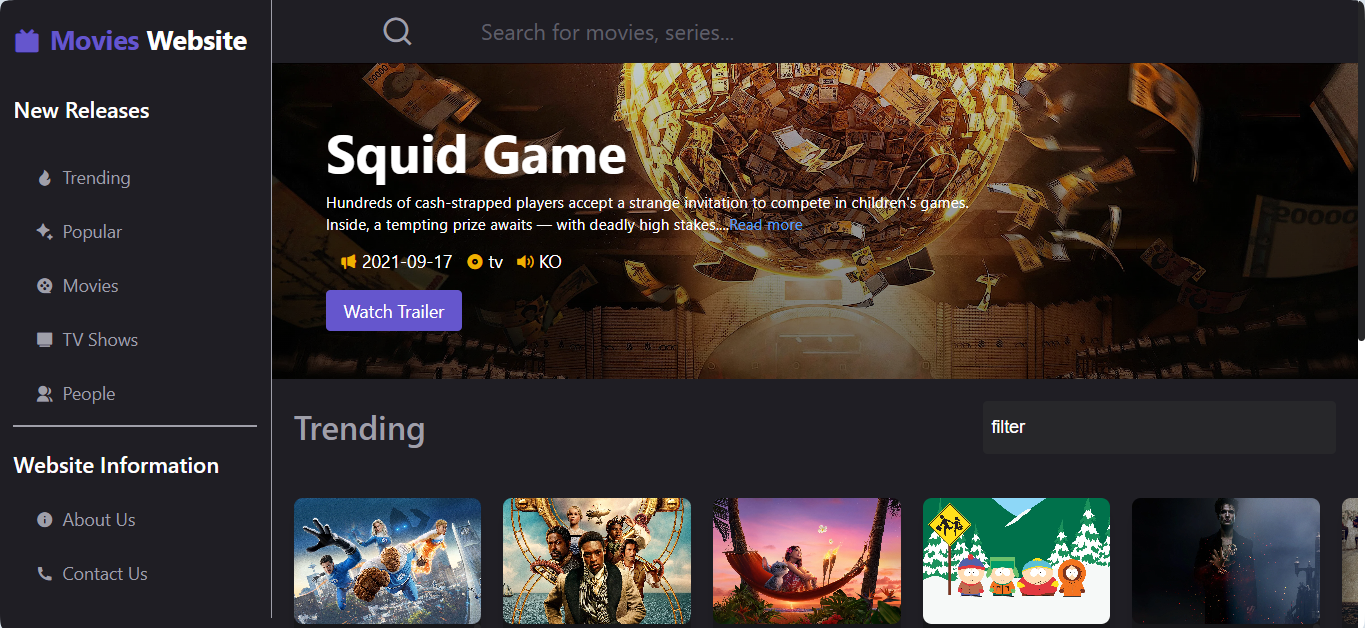 Movies Website
New Releases
Trending
Popular
Movies
TV Shows
People
Website Information
About Us
Contact Us
Search for movies, series...
Squid Game
Hundreds of cash-strapped players accept a strange invitation to compete in children's games.
Inside, a tempting prize awaits — with deadly high stakes....Read more
2021-09-17 tv KO
Watch Trailer
Trending
filter